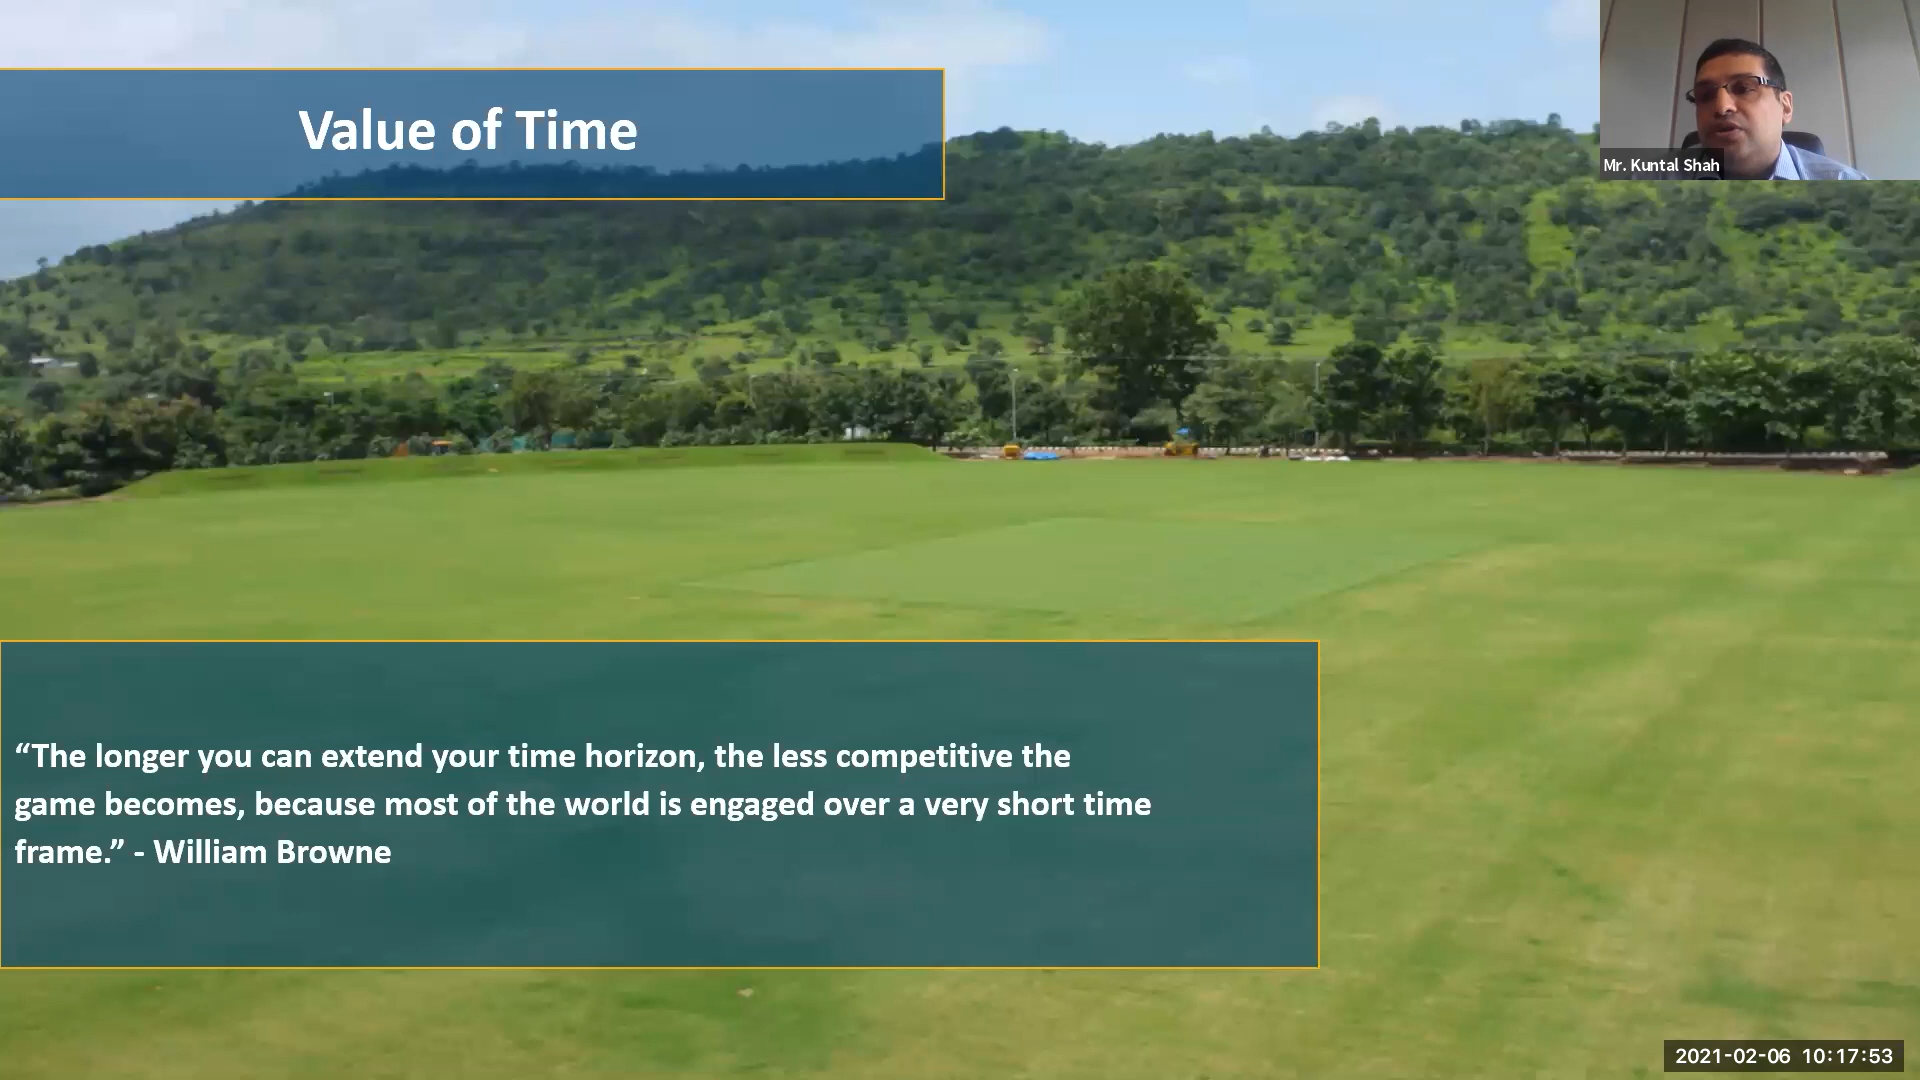 Value of Time
Mr. Kuntal Shah
“The longer you can extend your time horizon, the less competitive the
game becomes, because most of the world is engaged over a very short time
frame.” - William Browne
2021-02-06 10:17:53